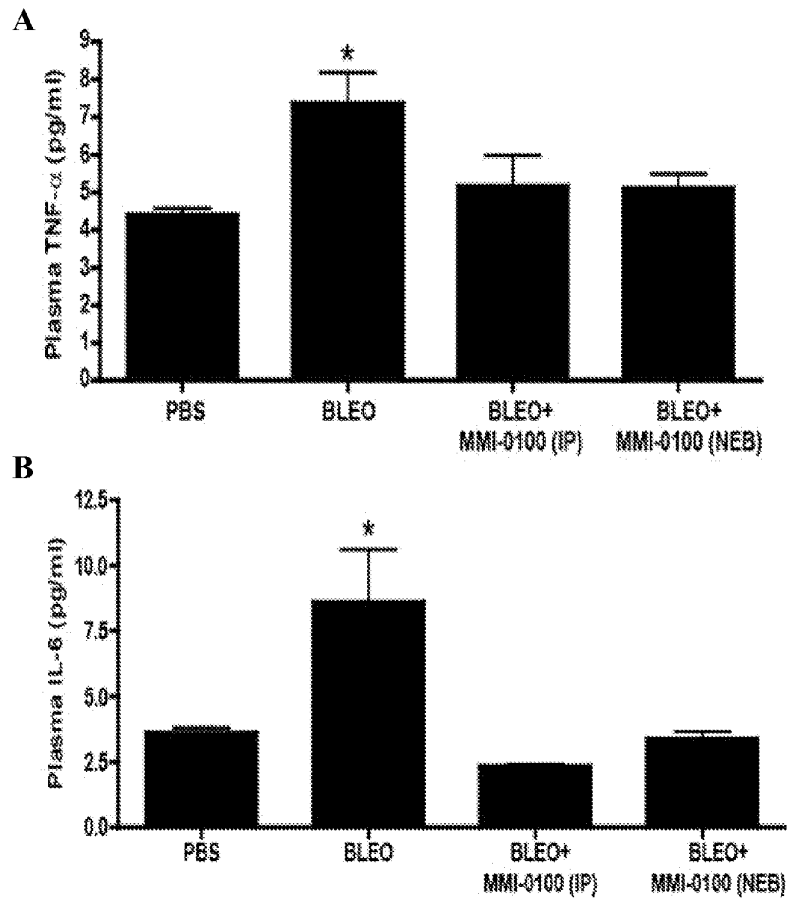 A
Plasma TNF-α (pg/ml)
9
8
7
6
5
4
3
2
1
0
*
PBS
BLEO
BLEO+
MMI-0100 (IP)
BLEO+
MMI-0100 (NEB)
B
Plasma IL-6 (pg/ml)
12.5
10.0
7.5
5.0
2.5
0.0
*
PBS
BLEO
BLEO+
MMI-0100 (IP)
BLEO+
MMI-0100 (NEB)